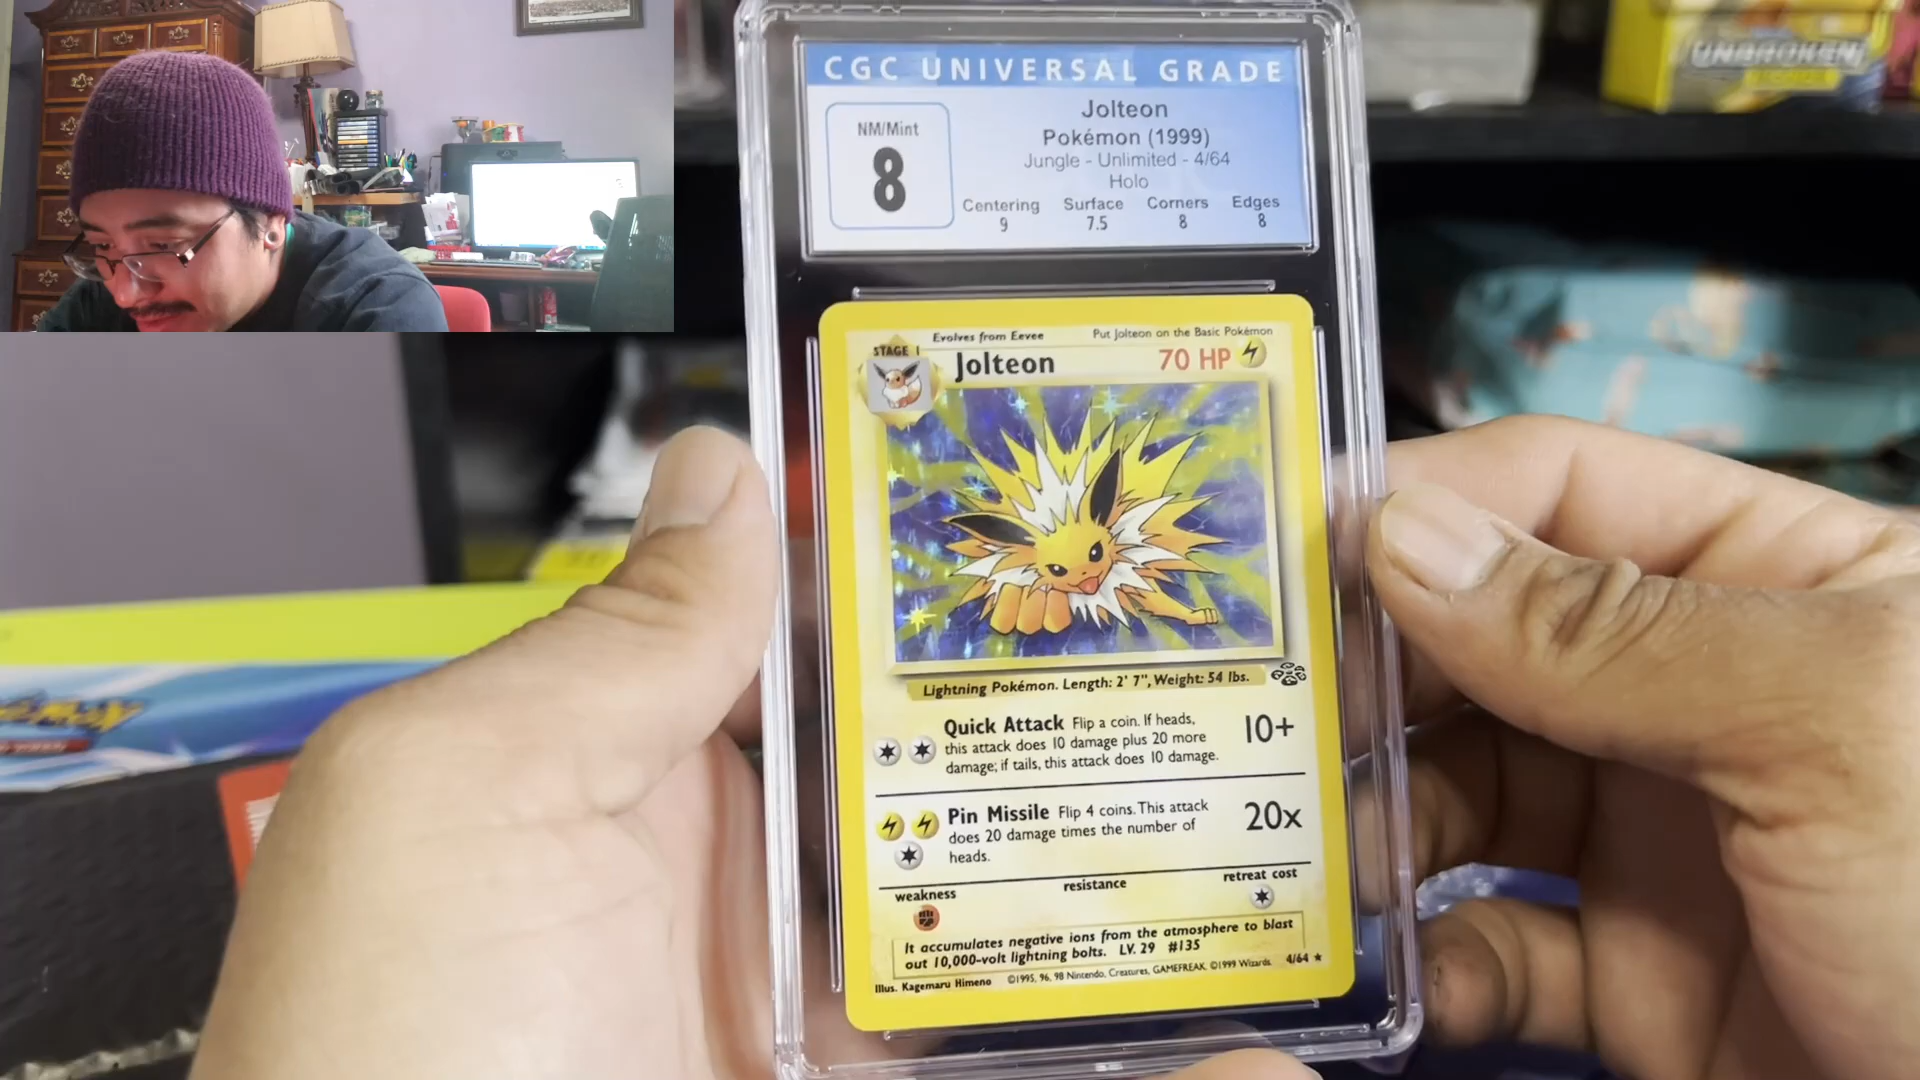 CGC UNIVERSAL GRADE
NM/Mint
8
Jolteon
Pokémon (1999)
Jungle - Unlimited - 4/64
Holo
Centering Surface Corners Edges
9 7.5 8 8
UNBROKEN
Evolves from Eevee Put Jolteon on the Basic Pokémon
STAGE 1
Jolteon 70 HP
Lightning Pokémon. Length: 2' 7", Weight: 54 lbs.
Quick Attack Flip a coin. If heads,
this attack does 10 damage plus 20 more
damage; if tails, this attack does 10 damage.
10+
Pin Missile Flip 4 coins. This attack
does 20 damage times the number of
heads.
20x
weakness resistance retreat cost
It accumulates negative ions from the atmosphere to blast
out 10,000-volt lightning bolts. LV. 29 #135
Illus. Kagemaru Himeno ©1995, 96, 98 Nintendo, Creatures, GAMEFREAK. ©1999 Wizards. 4/64 ★